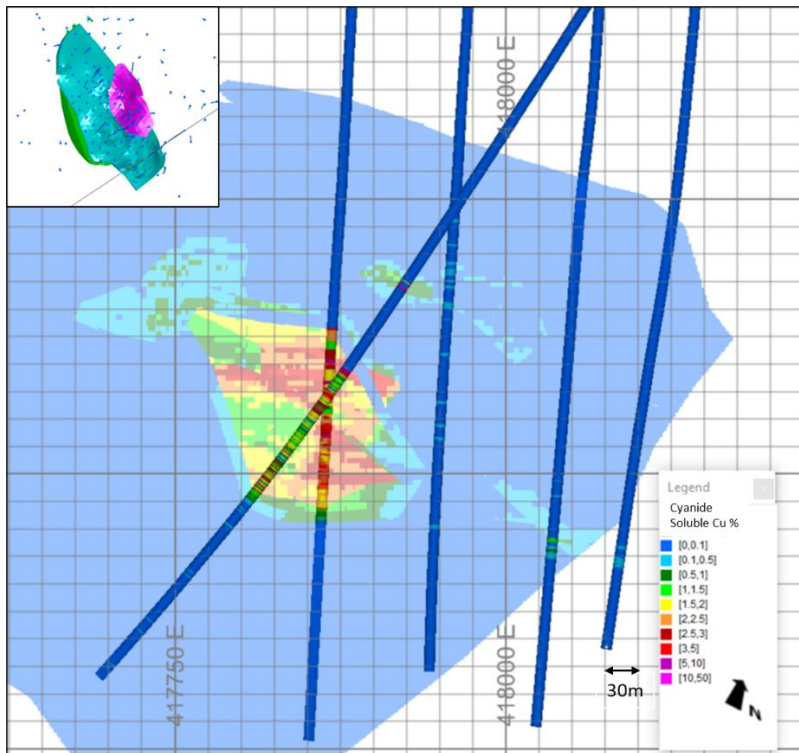 418000 E
Legend
Cyanide
Soluble Cu %
[0,0.1]
[0.1,0.5]
[0.5,1]
[1,1.5]
[1.5,2]
[2,2.5]
[2.5,3]
[3,5]
[5,10]
[10,50]
417750 E
418000 E
30m
N